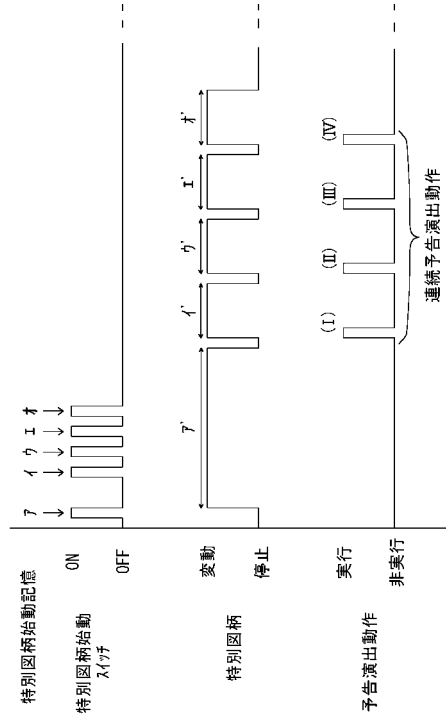 特別図柄始動記憶
ア
イ
ウ
エ
オ
特別図柄始動
スイッチ
ON
OFF
特別図柄
変動
停止
ア'
イ'
ウ'
エ'
オ'
予告演出動作
実行
非実行
(Ⅰ)
(Ⅱ)
(Ⅲ)
(Ⅳ)
連続予告演出動作